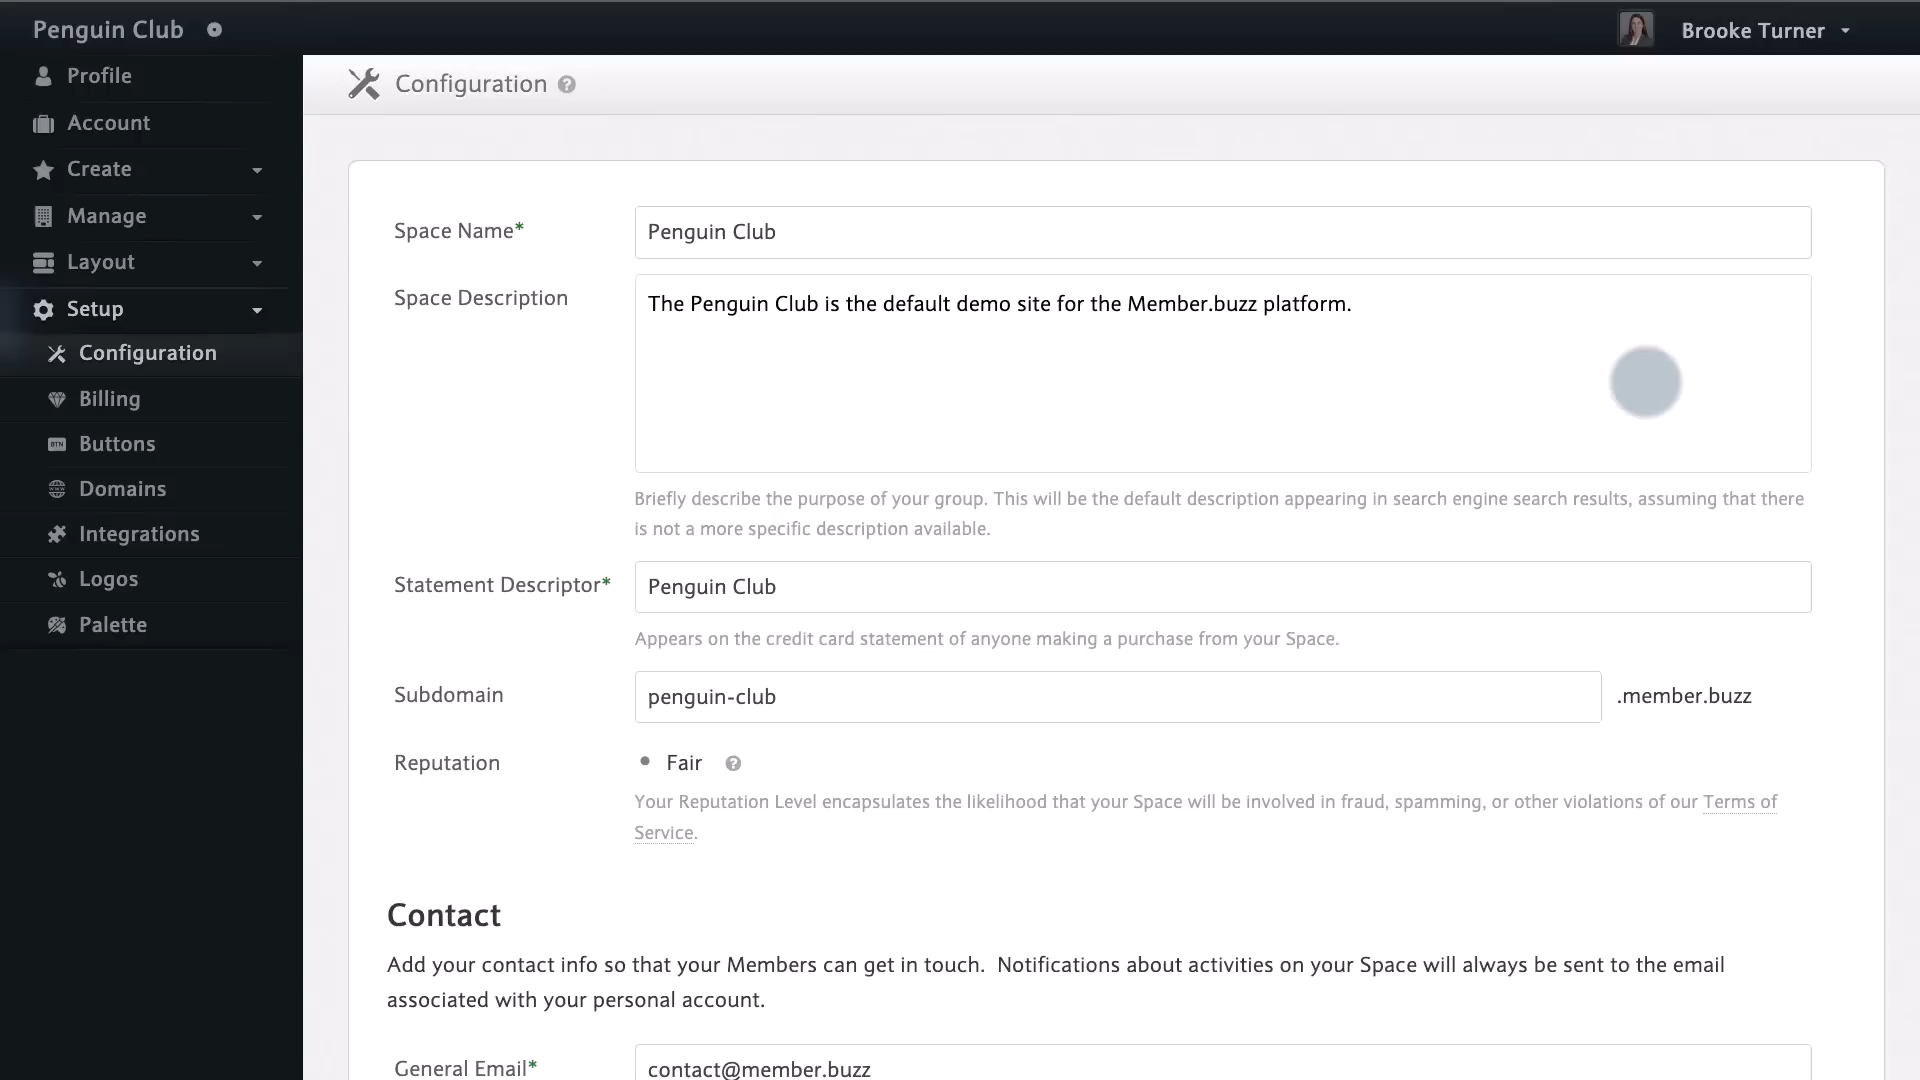 Penguin Club
Brooke Turner
Profile
Account
Create
Manage
Layout
Setup
Configuration
Billing
BTN Buttons
Domains
Integrations
Logos
Palette
Configuration ?
Space Name* Penguin Club
Space Description The Penguin Club is the default demo site for the Member.buzz platform.
Briefly describe the purpose of your group. This will be the default description appearing in search engine search results, assuming that there
is not a more specific description available.
Statement Descriptor* Penguin Club
Appears on the credit card statement of anyone making a purchase from your Space.
Subdomain penguin-club .member.buzz
Reputation • Fair ?
Your Reputation Level encapsulates the likelihood that your Space will be involved in fraud, spamming, or other violations of our Terms of
Service.
Contact
Add your contact info so that your Members can get in touch. Notifications about activities on your Space will always be sent to the email
associated with your personal account.
General Email* contact@member.buzz